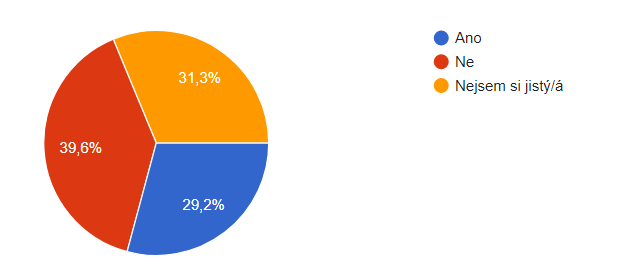 Ano
Ne
Nejsem si jistý/á
31,3%
39,6%
29,2%